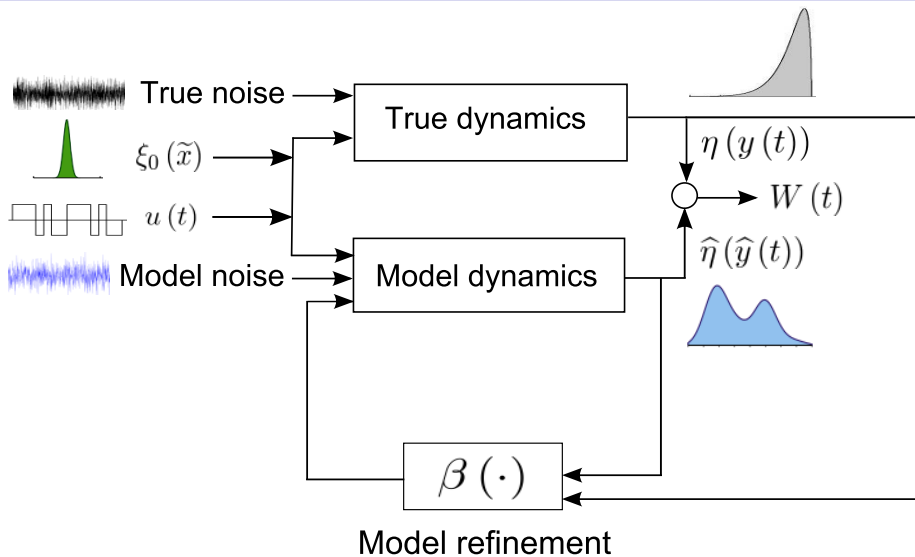 True noise
True dynamics
η (y (t))
ξ₀ (x̃)
W (t)
u (t)
η̂ (ŷ (t))
Model noise
Model dynamics
β (·)
Model refinement